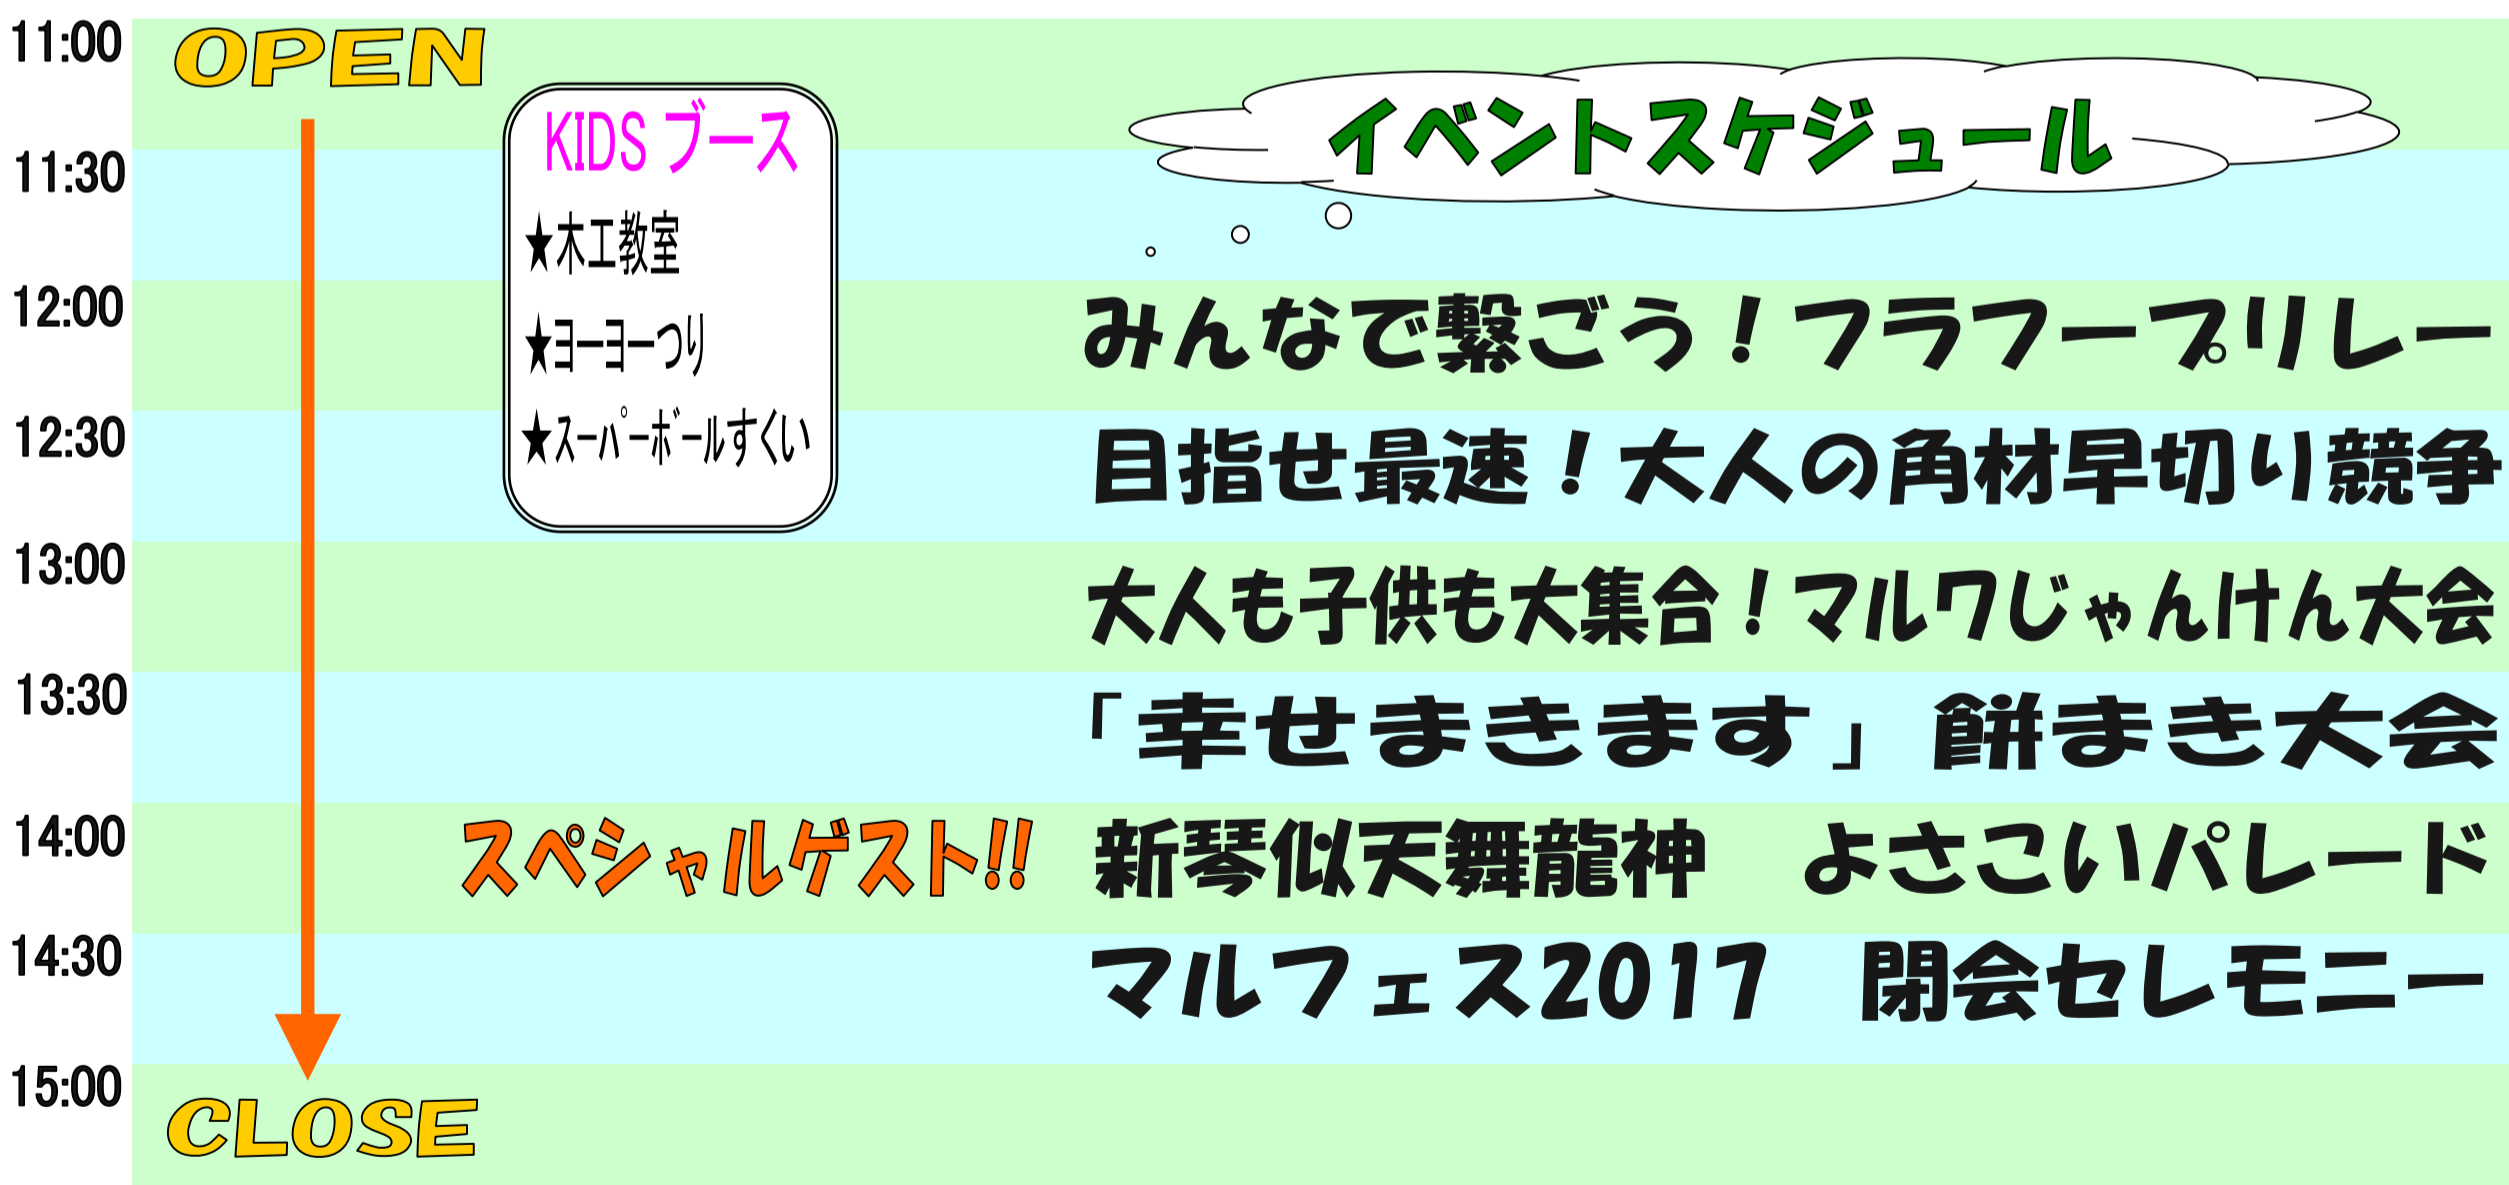 11:00 OPEN
イベントスケジュール
KIDS ブース
11:30
★木工教室
12:00 みんなで繋ごう！フラフープリレー
★ヨーヨーつり
12:30 目指せ最速！大人の角材早切り競争
★スーパーボールすくい
13:00 大人も子供も大集合！マルワじゃんけん大会
13:30 「幸せまきます」餅まき大会
14:00 スペシャルゲスト!! 新琴似天舞龍神　よさこいパレード
14:30 マルフェス2017　閉会セレモニー
15:00 CLOSE